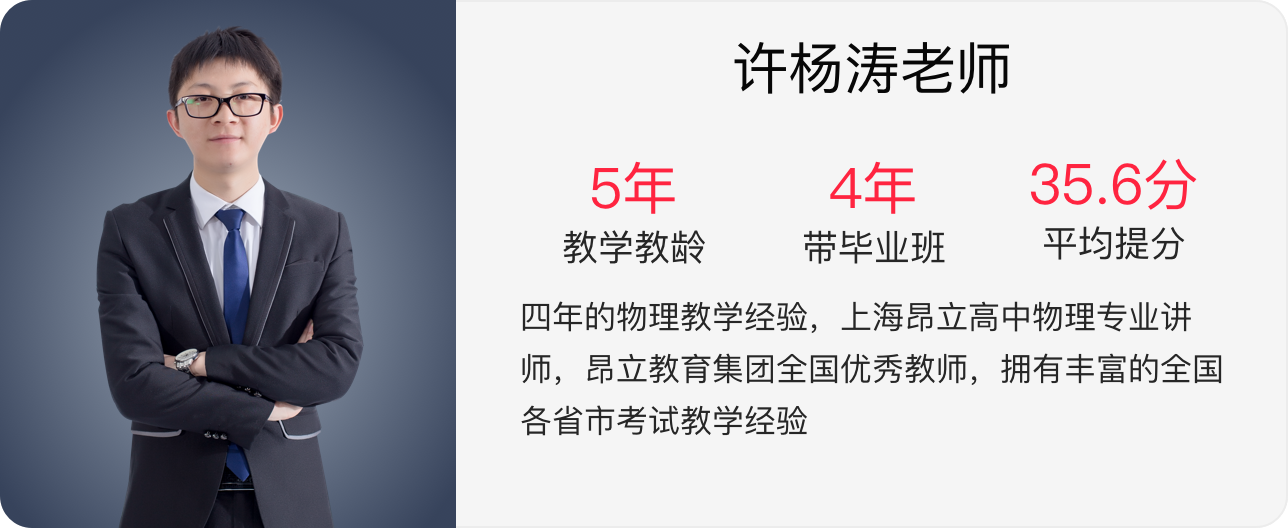 许杨涛老师
5年
4年
35.6分
教学教龄
带毕业班
平均提分
四年的物理教学经验，上海昂立高中物理专业讲
师，昂立教育集团全国优秀教师，拥有丰富的全国
各省市考试教学经验